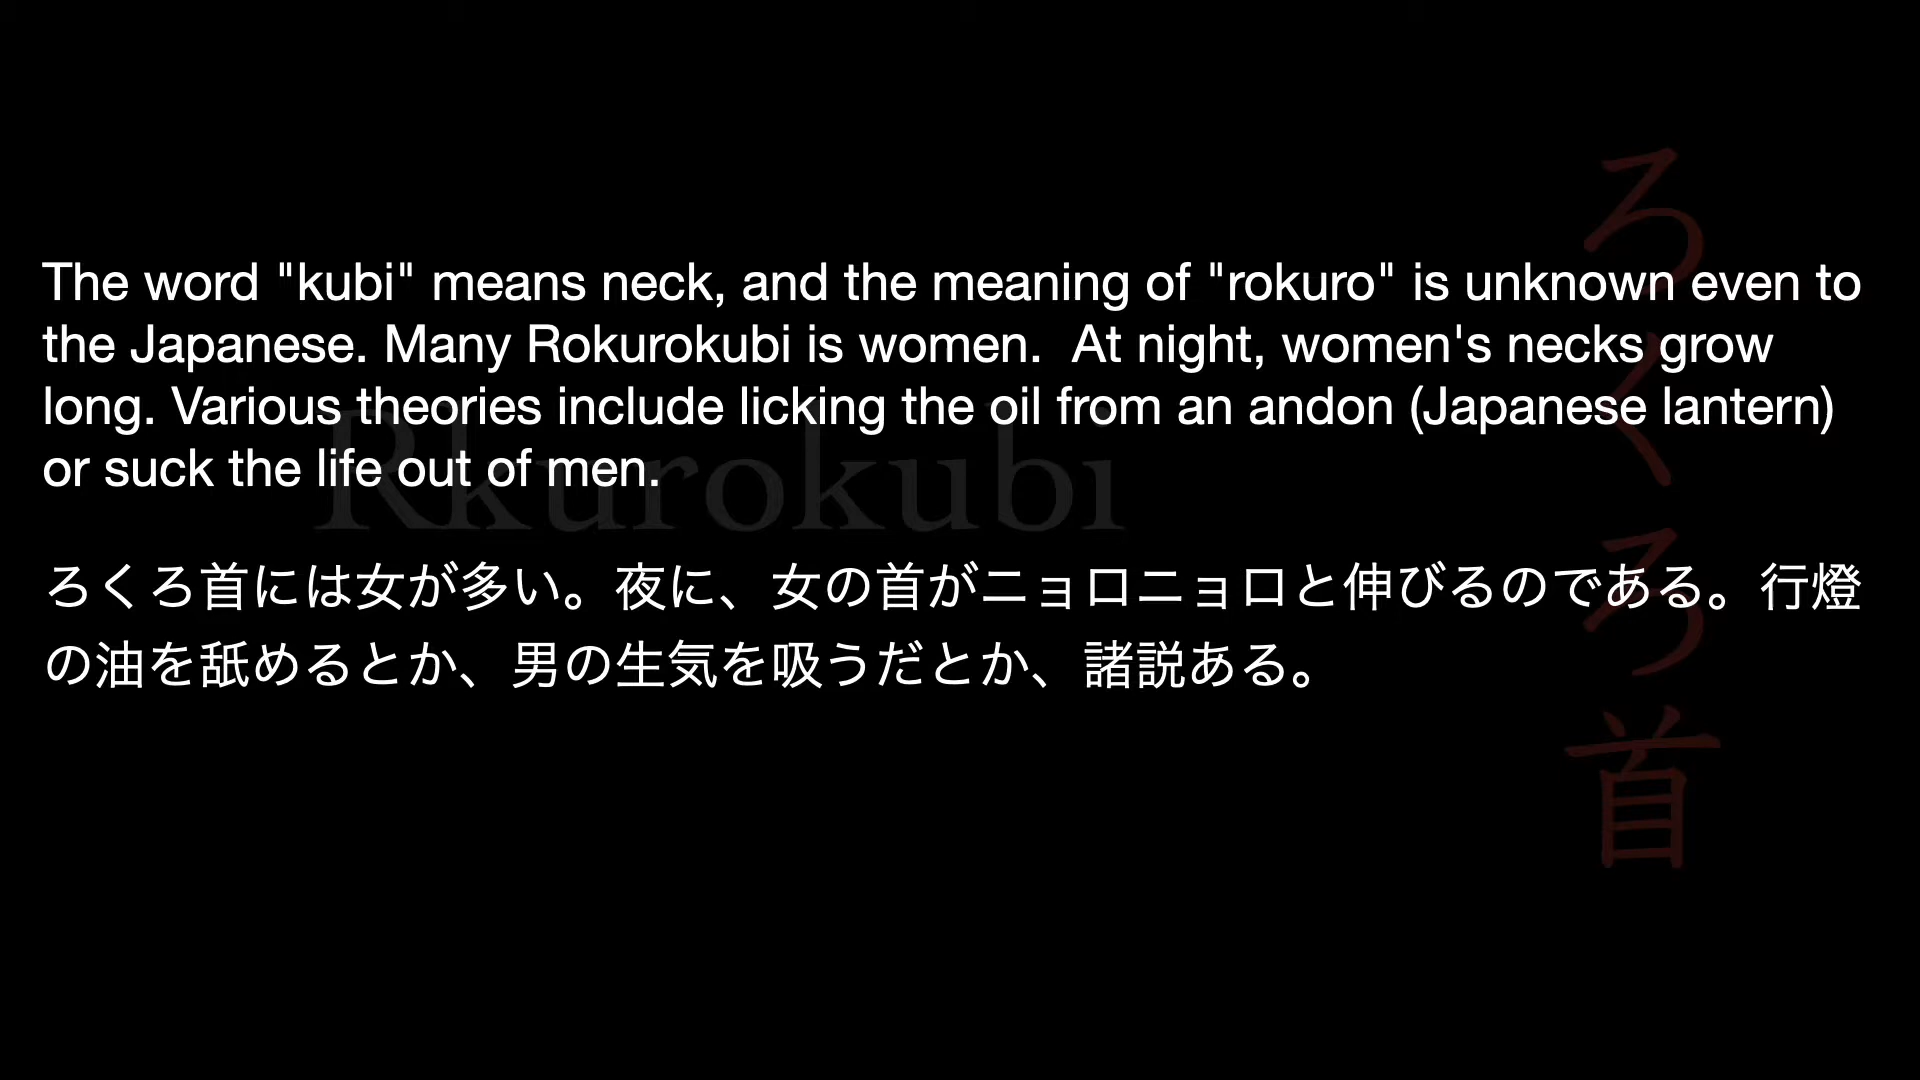 The word "kubi" means neck, and the meaning of "rokuro" is unknown even to
the Japanese. Many Rokurokubi is women.  At night, women's necks grow
long. Various theories include licking the oil from an andon (Japanese lantern)
or suck the life out of men.
Rkurokubi
ろくろ首には女が多い。夜に、女の首がニョロニョロと伸びるのである。行燈
の油を舐めるとか、男の生気を吸うだとか、諸説ある。
ろくろ首